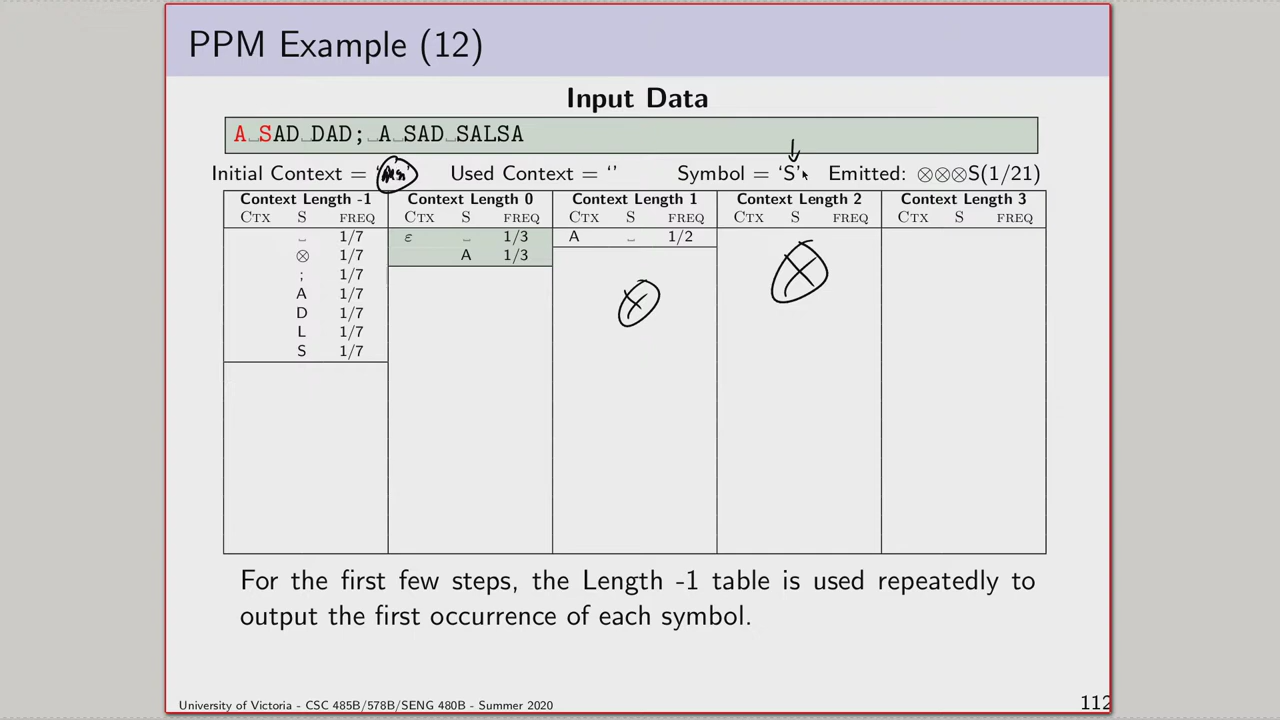 PPM Example (12)
Input Data
A␣SAD␣DAD;␣A␣SAD␣SALSA
Initial Context = ‘ ’ Used Context = ‘’ Symbol = ‘S’ Emitted: ⊗⊗⊗S(1/21)
Context Length -1 Context Length 0 Context Length 1 Context Length 2 Context Length 3
CTX S FREQ CTX S FREQ CTX S FREQ CTX S FREQ CTX S FREQ
␣ 1/7 ε ␣ 1/3 A ␣ 1/2
⊗ 1/7 A 1/3
; 1/7
A 1/7
D 1/7
L 1/7
S 1/7
For the first few steps, the Length -1 table is used repeatedly to
output the first occurrence of each symbol.
University of Victoria - CSC 485B/578B/SENG 480B - Summer 2020
112